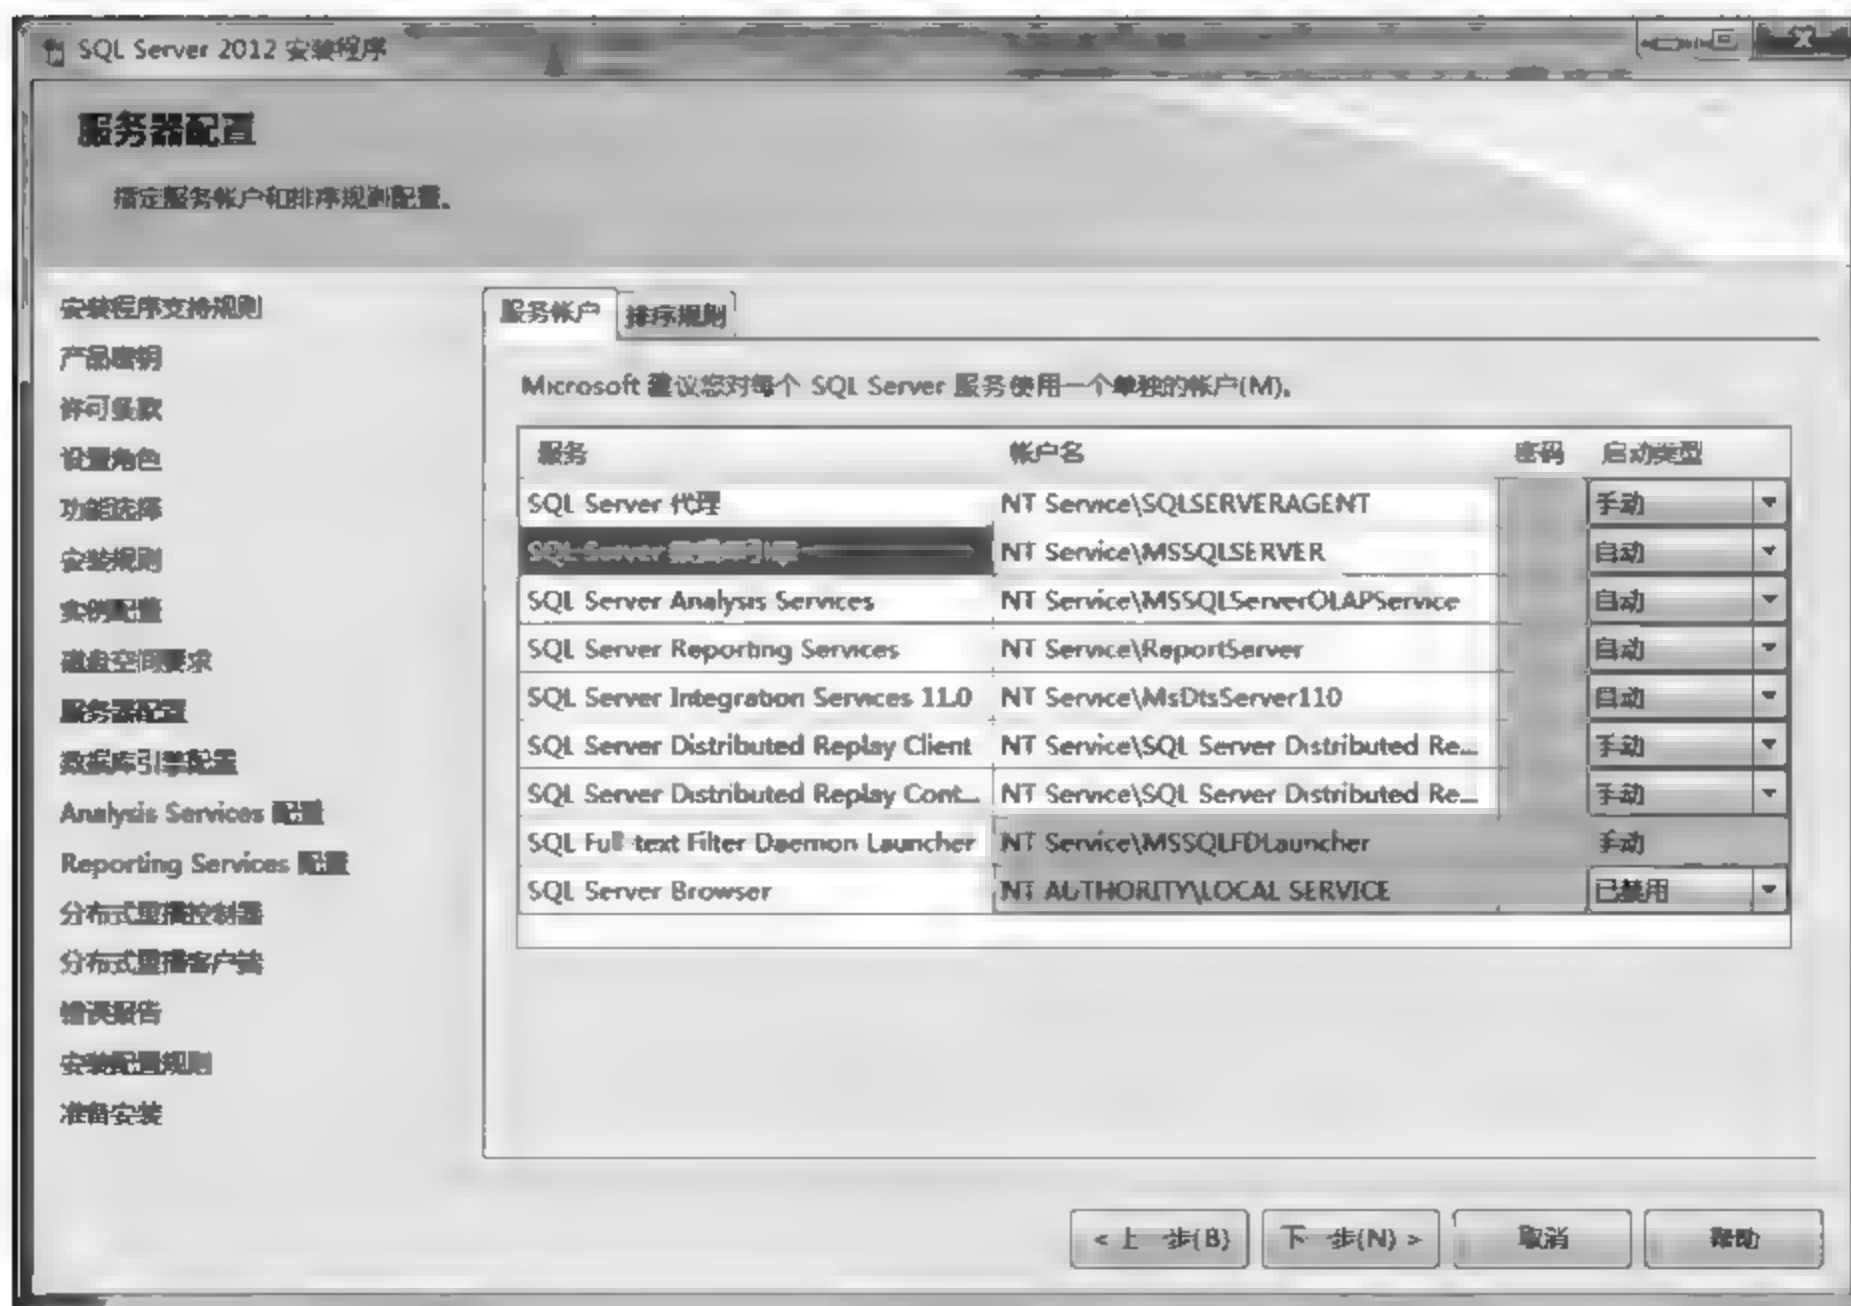 SQL Server 2012 安装程序
服务器配置
指定服务帐户和排序规则配置。
安装程序支持规则
产品密钥
许可条款
设置角色
功能选择
安装规则
实例配置
磁盘空间要求
服务器配置
数据库引擎配置
Analysis Services 配置
Reporting Services 配置
分布式重播控制器
分布式重播客户端
错误报告
安装配置规则
准备安装
服务帐户 排序规则
Microsoft 建议您对每个 SQL Server 服务使用一个单独的帐户(M)。
服务 帐户名 密码 启动类型
SQL Server 代理 NT Service\SQLSERVERAGENT 手动
SQL Server 数据库引擎 NT Service\MSSQLSERVER 自动
SQL Server Analysis Services NT Service\MSSQLServerOLAPService 自动
SQL Server Reporting Services NT Service\ReportServer 自动
SQL Server Integration Services 11.0 NT Service\MsDtsServer110 自动
SQL Server Distributed Replay Client NT Service\SQL Server Distributed Re... 手动
SQL Server Distributed Replay Cont... NT Service\SQL Server Distributed Re... 手动
SQL Full-text Filter Daemon Launcher NT Service\MSSQLFDLauncher 手动
SQL Server Browser NT AUTHORITY\LOCAL SERVICE 已禁用
< 上一步(B) 下一步(N) > 取消 帮助